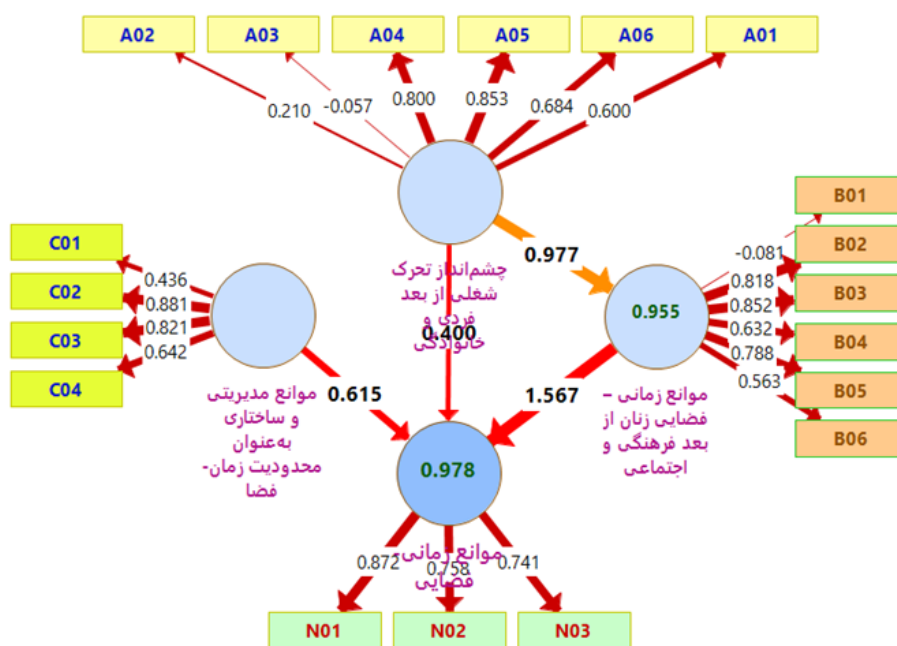 A02 A03 A04 A05 A06 A01
0.210 -0.057 0.800 0.853 0.684 0.600
B01
B02
B03
B04
B05
B06
-0.081
0.818
0.852
0.632
0.788
0.563
C01
C02
C03
C04
0.436
0.881
0.821
0.642
چشم‌انداز تحرک
شغلی از بعد
فردی و
خانوادگی
0.977
0.400
0.955
0.615
1.567
موانع مدیریتی
و ساختاری
به‌عنوان
محدودیت زمان-
فضا
موانع زمانی –
فضایی زنان از
بعد فرهنگی و
اجتماعی
0.978
موانع زمانی-
فضایی
0.872 0.758 0.741
N01 N02 N03